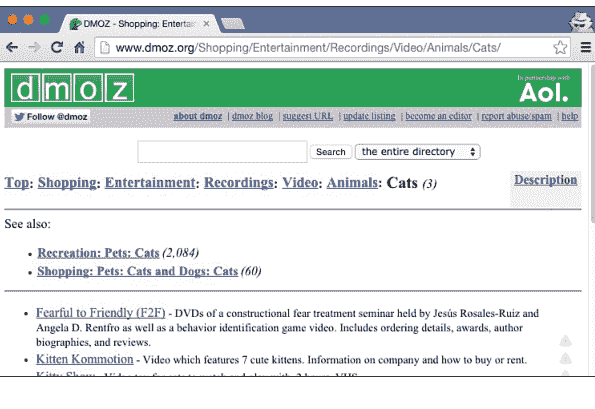 DMOZ - Shopping: Entertain
www.dmoz.org/Shopping/Entertainment/Recordings/Video/Animals/Cats/
dmoz
In partnership with
Aol.
Follow @dmoz
about dmoz | dmoz blog | suggest URL | update listing | become an editor | report abuse/spam | help
Search the entire directory
Top: Shopping: Entertainment: Recordings: Video: Animals: Cats (3)
Description
See also:
Recreation: Pets: Cats (2,084)
Shopping: Pets: Cats and Dogs: Cats (60)
Fearful to Friendly (F2F) - DVDs of a constructional fear treatment seminar held by Jesús Rosales-Ruiz and
Angela D. Rentfro as well as a behavior identification game video. Includes ordering details, awards, author
biographies, and reviews.
Kitten Kommotion - Video which features 7 cute kittens. Information on company and how to buy or rent.
Kitty Show - Video